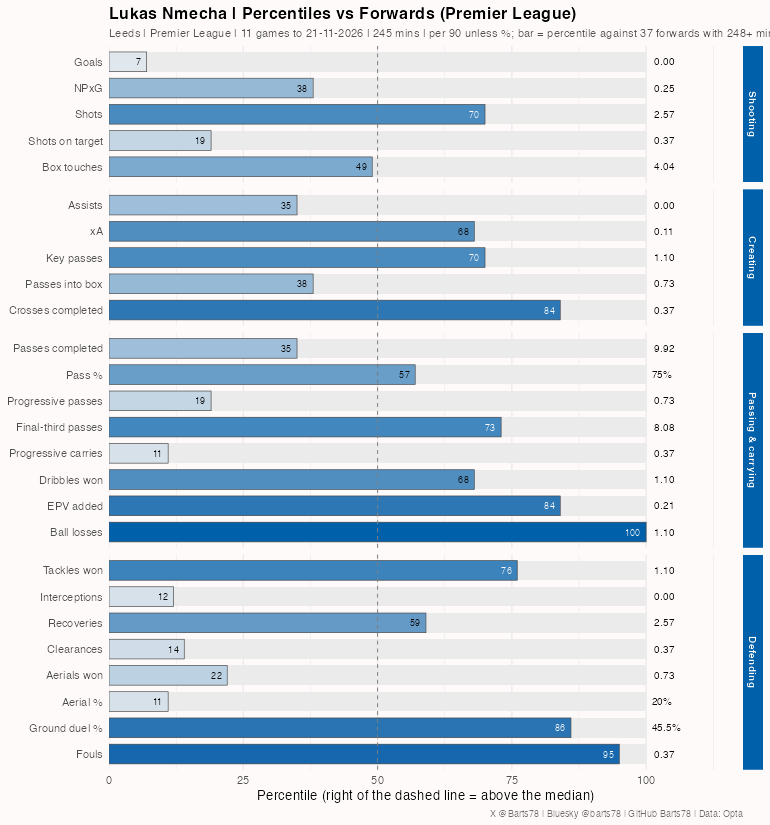 Lukas Nmecha | Percentiles vs Forwards (Premier League)
Leeds | Premier League | 11 games to 21-11-2026 | 245 mins | per 90 unless %; bar = percentile against 37 forwards with 248+
Goals 7 0.00
NPxG 38 0.25
Shots 70 2.57
Shots on target 19 0.37
Box touches 49 4.04
Shooting
Assists 35 0.00
xA 68 0.11
Key passes 70 1.10
Passes into box 38 0.73
Crosses completed 84 0.37
Creating
Passes completed 35 9.92
Pass % 57 75%
Progressive passes 19 0.73
Final-third passes 73 8.08
Progressive carries 11 0.37
Dribbles won 68 1.10
EPV added 84 0.21
Ball losses 100 1.10
Passing & carrying
Tackles won 76 1.10
Interceptions 12 0.00
Recoveries 59 2.57
Clearances 14 0.37
Aerials won 22 0.73
Aerial % 11 20%
Ground duel % 86 45.5%
Fouls 95 0.37
Defending
0 25 50 75 100
Percentile (right of the dashed line = above the median)
X @Barts78 | Bluesky @barts78 | GitHub Barts78 | Data: Opta